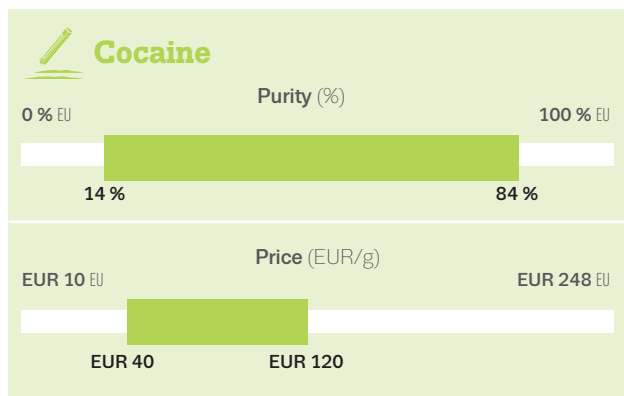 Cocaine
Purity (%)
0 % EU 100 % EU
14 % 84 %
Price (EUR/g)
EUR 10 EU EUR 248 EU
EUR 40 EUR 120